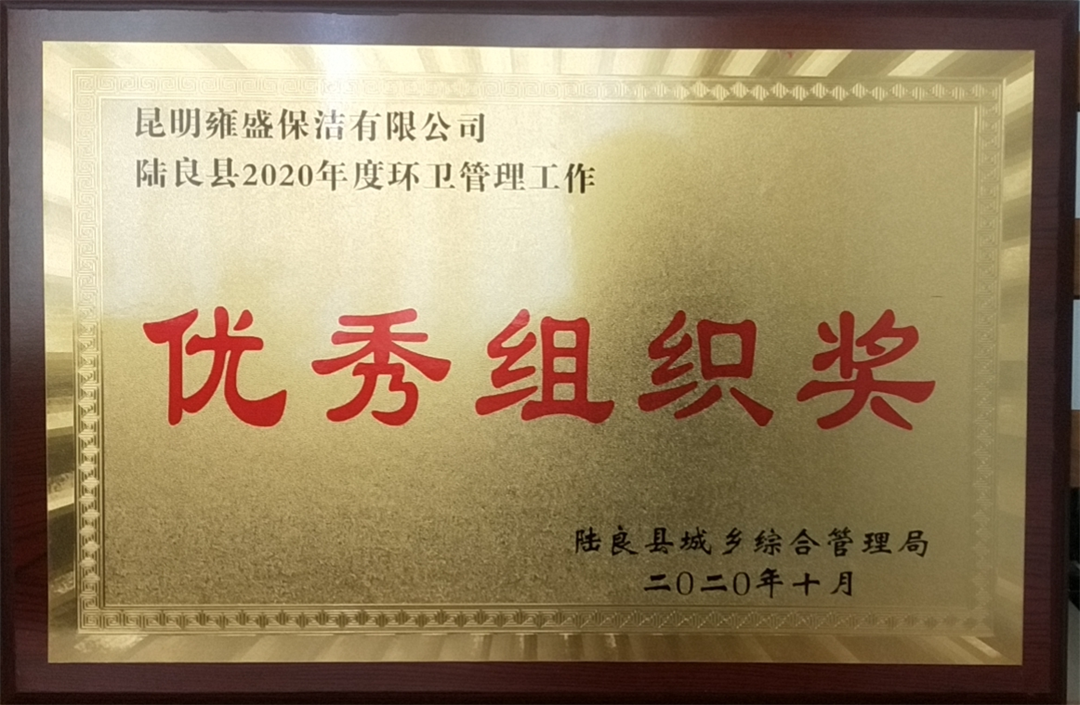 昆明雍盛保洁有限公司
陆良县2020年度环卫管理工作
优秀组织奖
陆良县城乡综合管理局
二〇二〇年十月